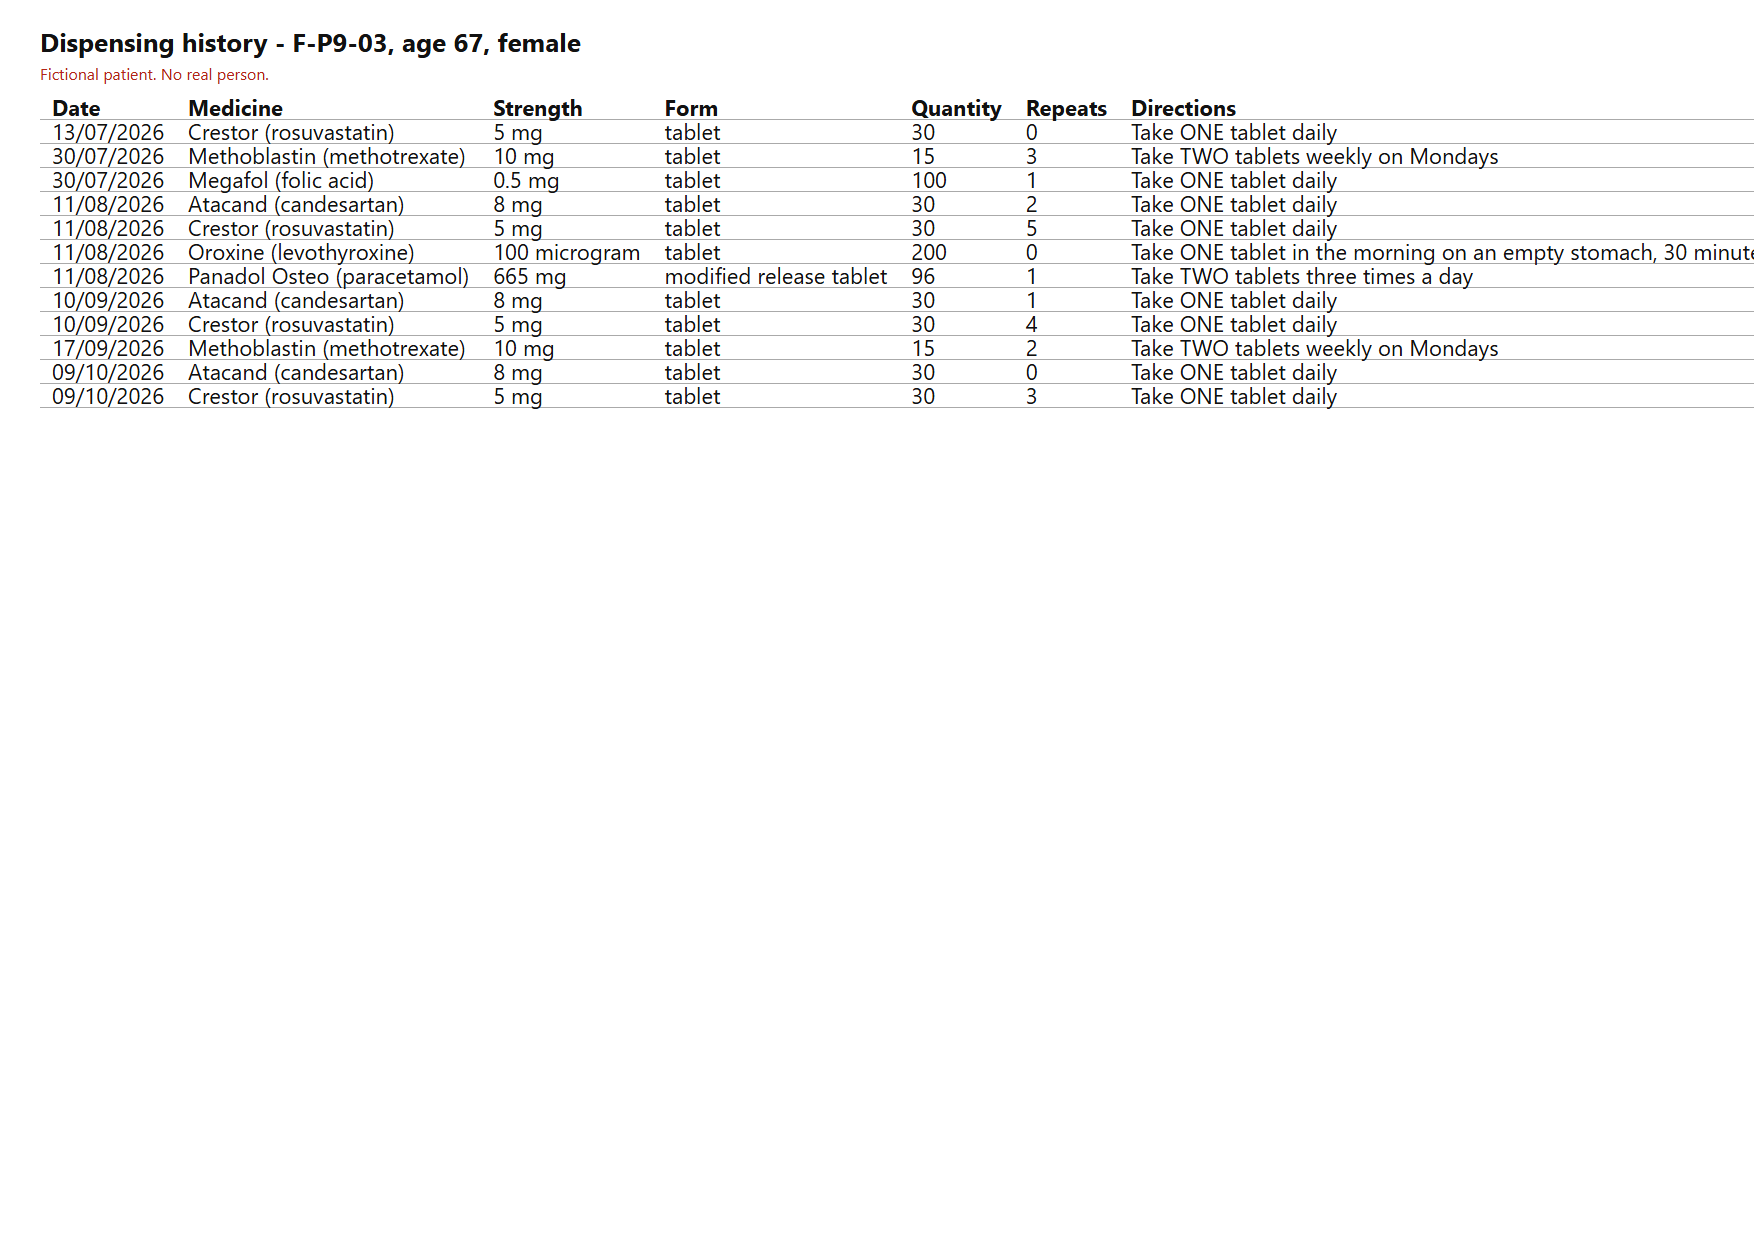 Dispensing history - F-P9-03, age 67, female
Fictional patient. No real person.
Date Medicine Strength Form Quantity Repeats Directions
13/07/2026 Crestor (rosuvastatin) 5 mg tablet 30 0 Take ONE tablet daily
30/07/2026 Methoblastin (methotrexate) 10 mg tablet 15 3 Take TWO tablets weekly on Mondays
30/07/2026 Megafol (folic acid) 0.5 mg tablet 100 1 Take ONE tablet daily
11/08/2026 Atacand (candesartan) 8 mg tablet 30 2 Take ONE tablet daily
11/08/2026 Crestor (rosuvastatin) 5 mg tablet 30 5 Take ONE tablet daily
11/08/2026 Oroxine (levothyroxine) 100 microgram tablet 200 0 Take ONE tablet in the morning on an empty stomach, 30
11/08/2026 Panadol Osteo (paracetamol) 665 mg modified release tablet 96 1 Take TWO tablets three times a day
10/09/2026 Atacand (candesartan) 8 mg tablet 30 1 Take ONE tablet daily
10/09/2026 Crestor (rosuvastatin) 5 mg tablet 30 4 Take ONE tablet daily
17/09/2026 Methoblastin (methotrexate) 10 mg tablet 15 2 Take TWO tablets weekly on Mondays
09/10/2026 Atacand (candesartan) 8 mg tablet 30 0 Take ONE tablet daily
09/10/2026 Crestor (rosuvastatin) 5 mg tablet 30 3 Take ONE tablet daily